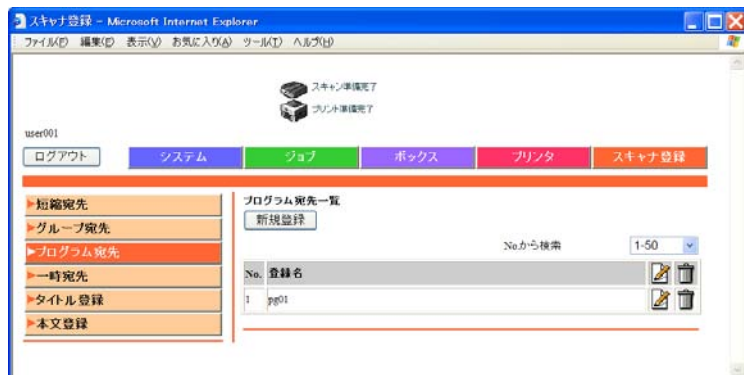 スキャナ登録 - Microsoft Internet Explorer
ファイル(F) 編集(E) 表示(V) お気に入り(A) ツール(T) ヘルプ(H)
スキャン準備完了
プリント準備完了
user001
ログアウト システム ジョブ ボックス プリンタ スキャナ登録
▶短縮宛先
▶グループ宛先
▶プログラム宛先
▶一時宛先
▶タイトル登録
▶本文登録
プログラム宛先一覧
新規登録
No.から検索 1-50
No. 登録名
1 pg01